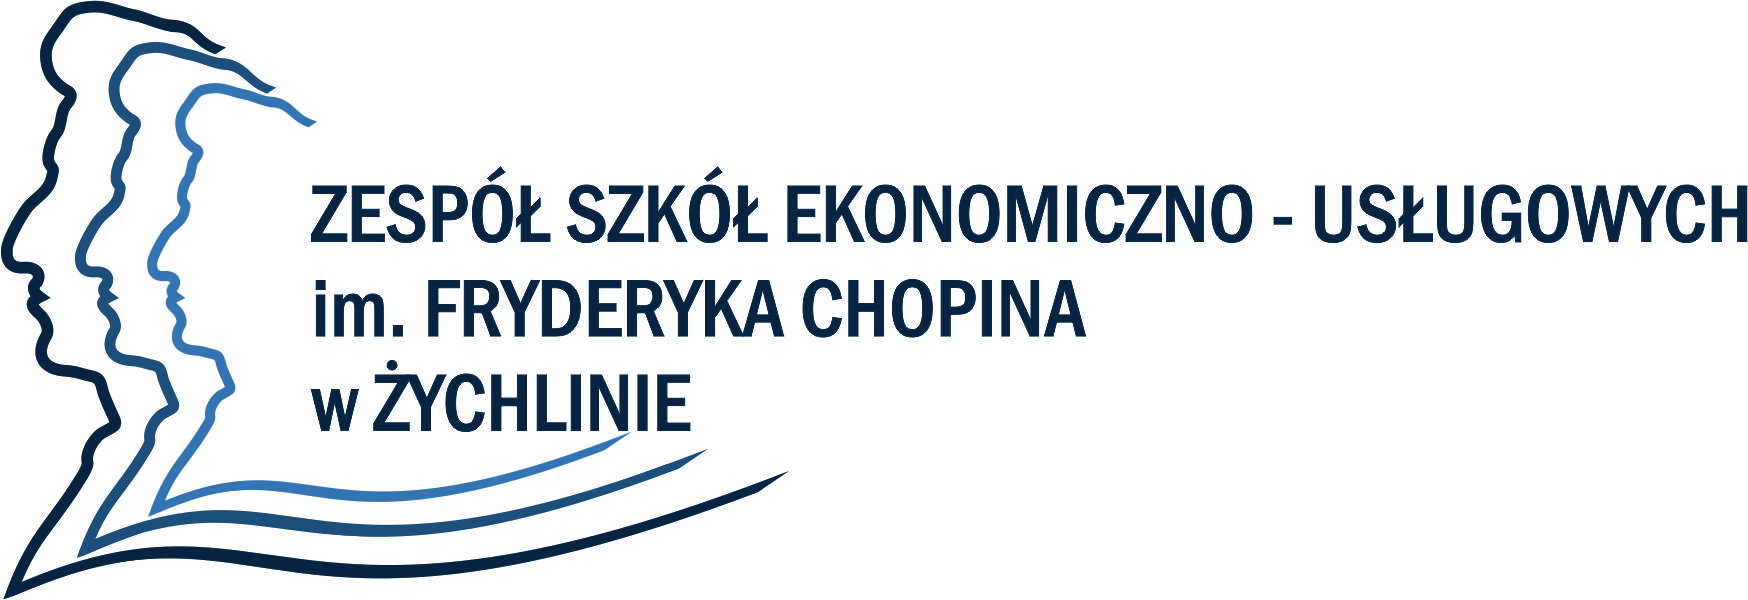 ZESPÓŁ SZKÓŁ EKONOMICZNO - USŁUGOWYCH
im. FRYDERYKA CHOPINA
w ŻYCHLINIE